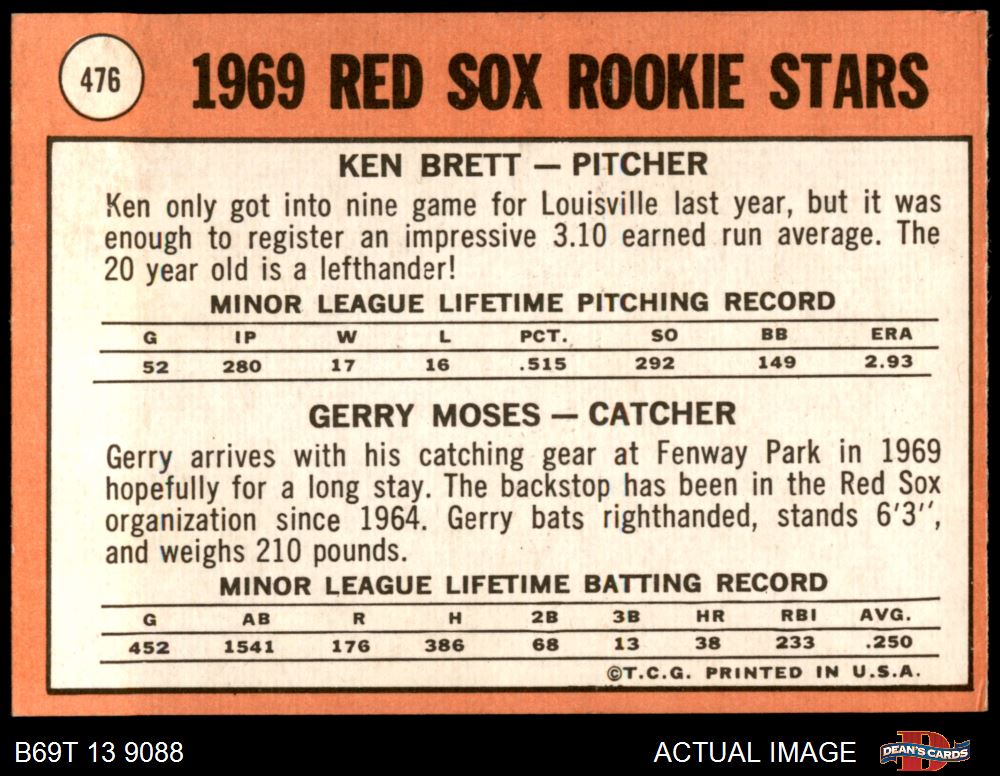 476
1969 RED SOX ROOKIE STARS
KEN BRETT — PITCHER
Ken only got into nine game for Louisville last year, but it was
enough to register an impressive 3.10 earned run average. The
20 year old is a lefthander!
MINOR LEAGUE LIFETIME PITCHING RECORD
G IP W L PCT. SO BB ERA
52 280 17 16 .515 292 149 2.93
GERRY MOSES — CATCHER
Gerry arrives with his catching gear at Fenway Park in 1969
hopefully for a long stay. The backstop has been in the Red Sox
organization since 1964. Gerry bats righthanded, stands 6'3",
and weighs 210 pounds.
MINOR LEAGUE LIFETIME BATTING RECORD
G AB R H 2B 3B HR RBI AVG.
452 1541 176 386 68 13 38 233 .250
©T.C.G. PRINTED IN U.S.A.
B69T 13 9088
ACTUAL IMAGE
D
DEAN'S CARDS